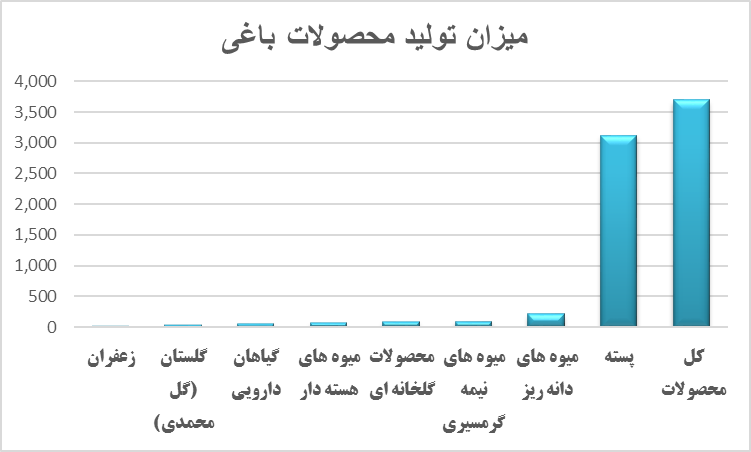 میزان تولید محصولات باغی
4,000
3,500
3,000
2,500
2,000
1,500
1,000
500
0
کل
محصولات
پسته
میوه های
دانه ریز
میوه های
نیمه
گرمسیری
محصولات
گلخانه ای
میوه های
هسته دار
گیاهان
دارویی
گلستان
(گل
محمدی)
زعفران